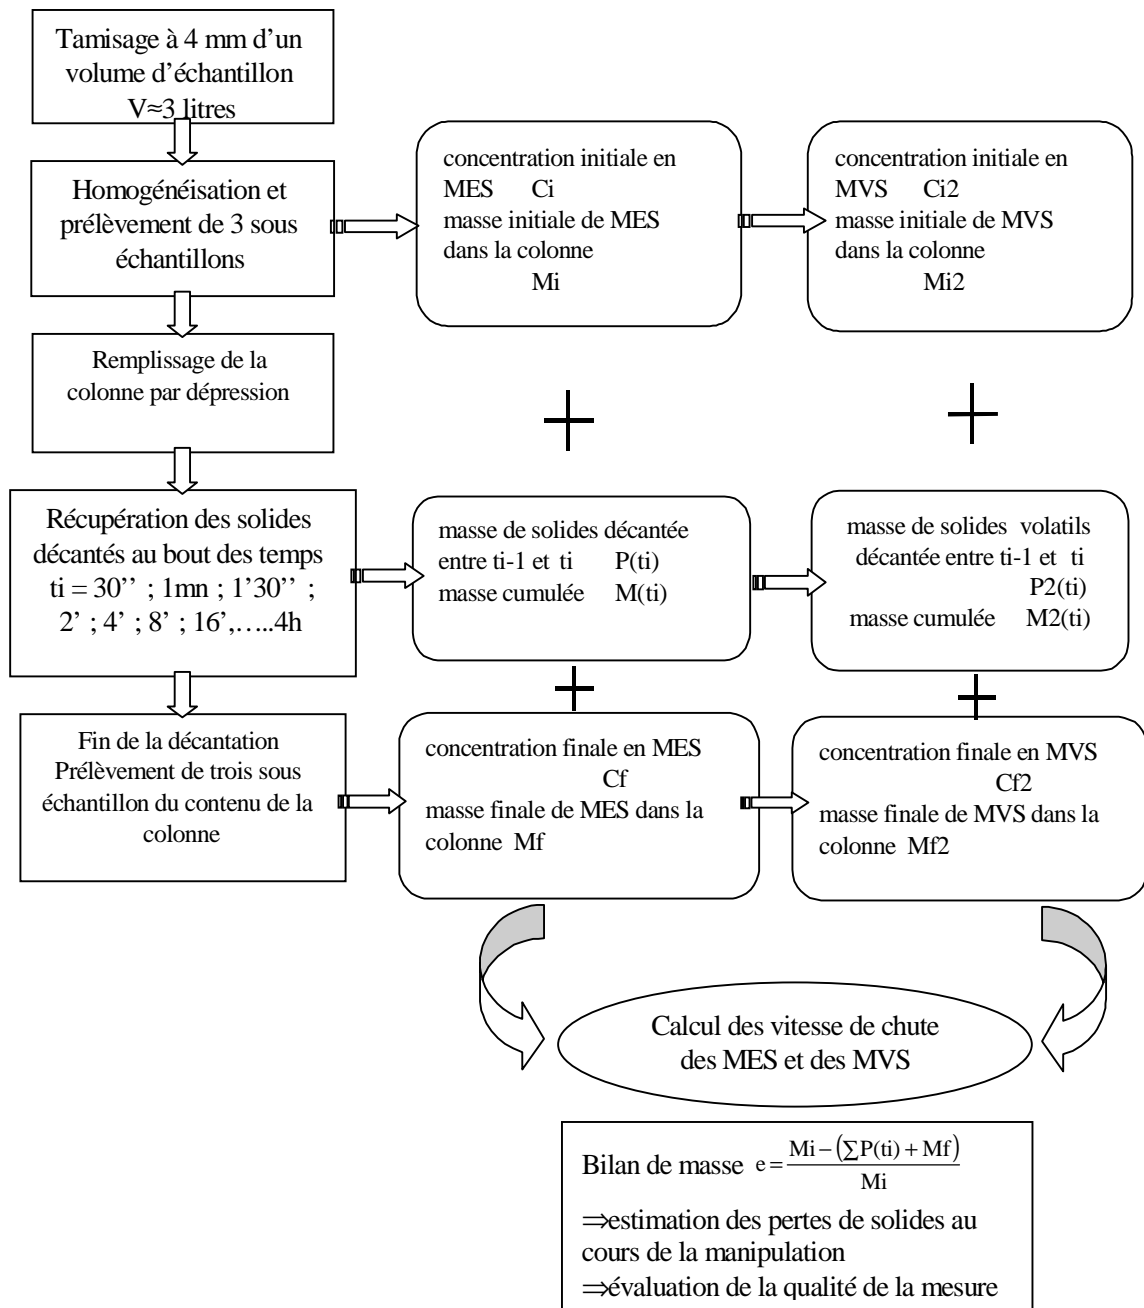 Tamisage à 4 mm d’un
volume d’échantillon
V≈3 litres
Homogénéisation et
prélèvement de 3 sous
échantillons
concentration initiale en
MES Ci
masse initiale de MES
dans la colonne
Mi
concentration initiale en
MVS Ci2
masse initiale de MVS
dans la colonne
Mi2
Remplissage de la
colonne par dépression
+
+
Récupération des solides
décantés au bout des temps
ti = 30’’ ; 1mn ; 1’30’’ ;
2’ ; 4’ ; 8’ ; 16’,…..4h
masse de solides décantée
entre ti-1 et ti P(ti)
masse cumulée M(ti)
masse de solides volatils
décantée entre ti-1 et ti
P2(ti)
masse cumulée M2(ti)
+
+
Fin de la décantation
Prélèvement de trois sous
échantillon du contenu de la
colonne
concentration finale en MES
Cf
masse finale de MES dans la
colonne Mf
concentration finale en MVS
Cf2
masse finale de MVS dans la
colonne Mf2
Calcul des vitesse de chute
des MES et des MVS
Bilan de masse e = (Mi − (∑P(ti) + Mf)) / Mi
⇒estimation des pertes de solides au
cours de la manipulation
⇒évaluation de la qualité de la mesure